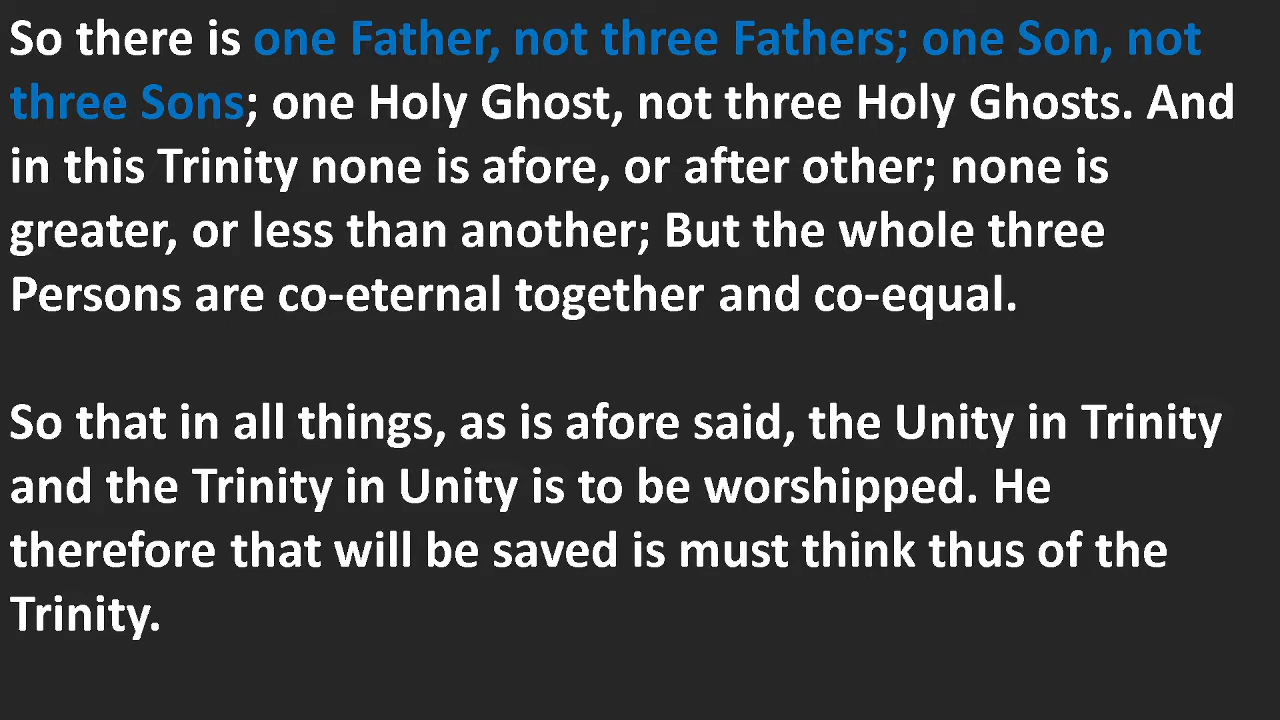 So there is one Father, not three Fathers; one Son, not
three Sons; one Holy Ghost, not three Holy Ghosts. And
in this Trinity none is afore, or after other; none is
greater, or less than another; But the whole three
Persons are co-eternal together and co-equal.
So that in all things, as is afore said, the Unity in Trinity
and the Trinity in Unity is to be worshipped. He
therefore that will be saved is must think thus of the
Trinity.